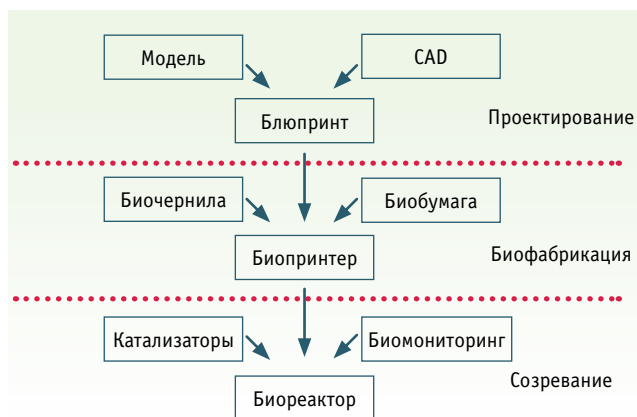 Модель
CAD
Блюпринт
Проектирование
Биочернила
Биобумага
Биопринтер
Биофабрикация
Катализаторы
Биомониторинг
Созревание
Биореактор